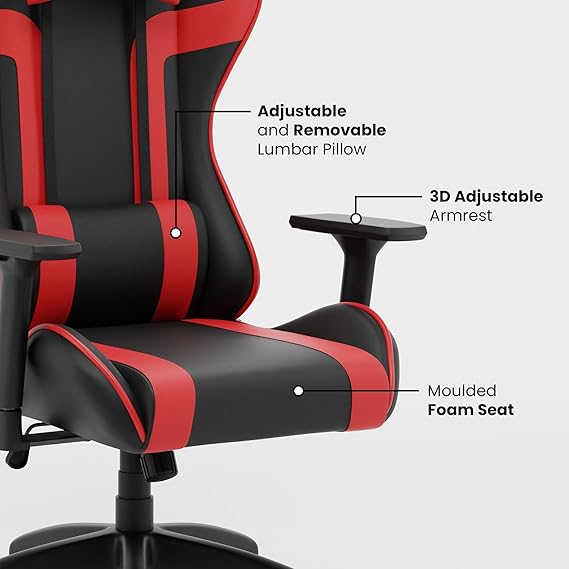 Adjustable
and Removable
Lumbar Pillow
3D Adjustable
Armrest
Moulded
Foam Seat